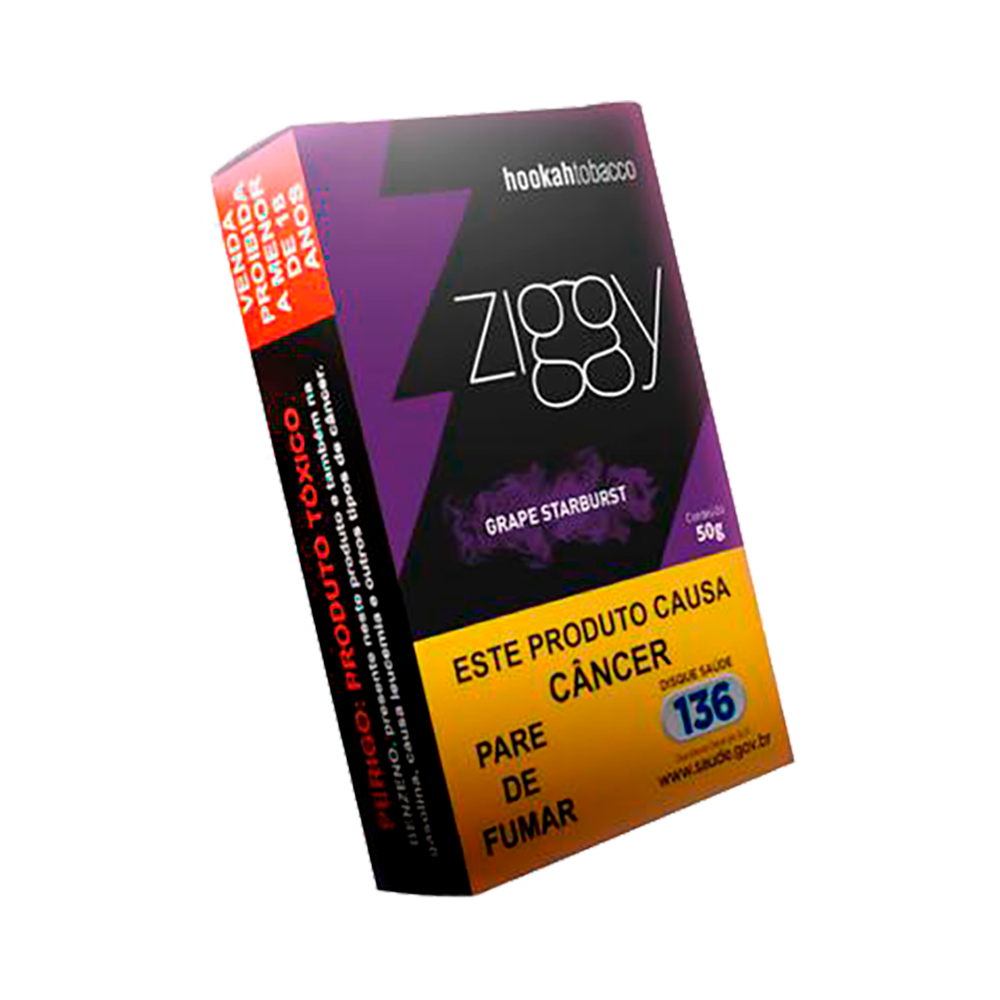 VENDA
PROIBIDA
A MENOR
DE 18
ANOS
PERIGO: PRODUTO TÓXICO.
BENZENO, presente neste produto e também na
gasolina, causa leucemia e outros tipos de câncer.
hookahtobacco
ziggy
GRAPE STARBURST
Conteúdo
50g
ESTE PRODUTO CAUSA
CÂNCER
PARE
DE
FUMAR
DISQUE SAÚDE
136
www.saude.gov.br